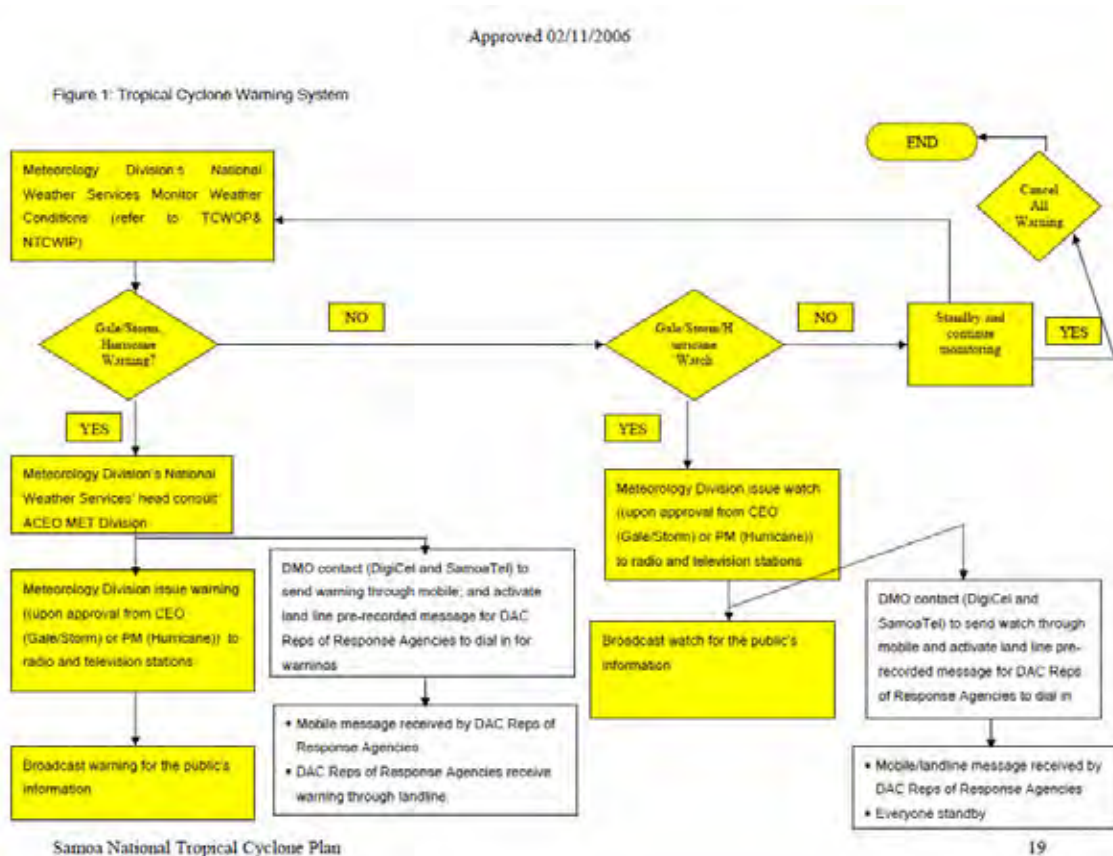 Approved 02/11/2006
Figure 1: Tropical Cyclone Warning System
END
Cancel
All
Warning
Meteorology Division's National
Weather Services Monitor Weather
Conditions (refer to TCWOP&
NTCWIP)
Gale/Storm,
Hurricane
Warning?
NO
Gale/Storm/H
urricane
Watch
NO
Standby and
continue
monitoring
YES
YES
YES
Meteorology Division's National
Weather Services' head consult
ACEO MET Division
Meteorology Division issue warning
((upon approval from CEO
(Gale/Storm) or PM (Hurricane)) to
radio and television stations
Broadcast warning for the public's
information
DMO contact (DigiCel and SamoaTel) to
send warning through mobile; and activate
land line pre-recorded message for DAC
Reps of Response Agencies to dial in for
warnings
• Mobile message received by DAC Reps of
Response Agencies
• DAC Reps of Response Agencies receive
warning through landline.
Meteorology Division issue watch
((upon approval from CEO
(Gale/Storm) or PM (Hurricane))
to radio and television stations
Broadcast watch for the public's
information
DMO contact (DigiCel and
SamoaTel) to send watch through
mobile and activate land line pre-
recorded message for DAC Reps
of Response Agencies to dial in
• Mobile/landline message received by
DAC Reps of Response Agencies
• Everyone standby
Samoa National Tropical Cyclone Plan
19